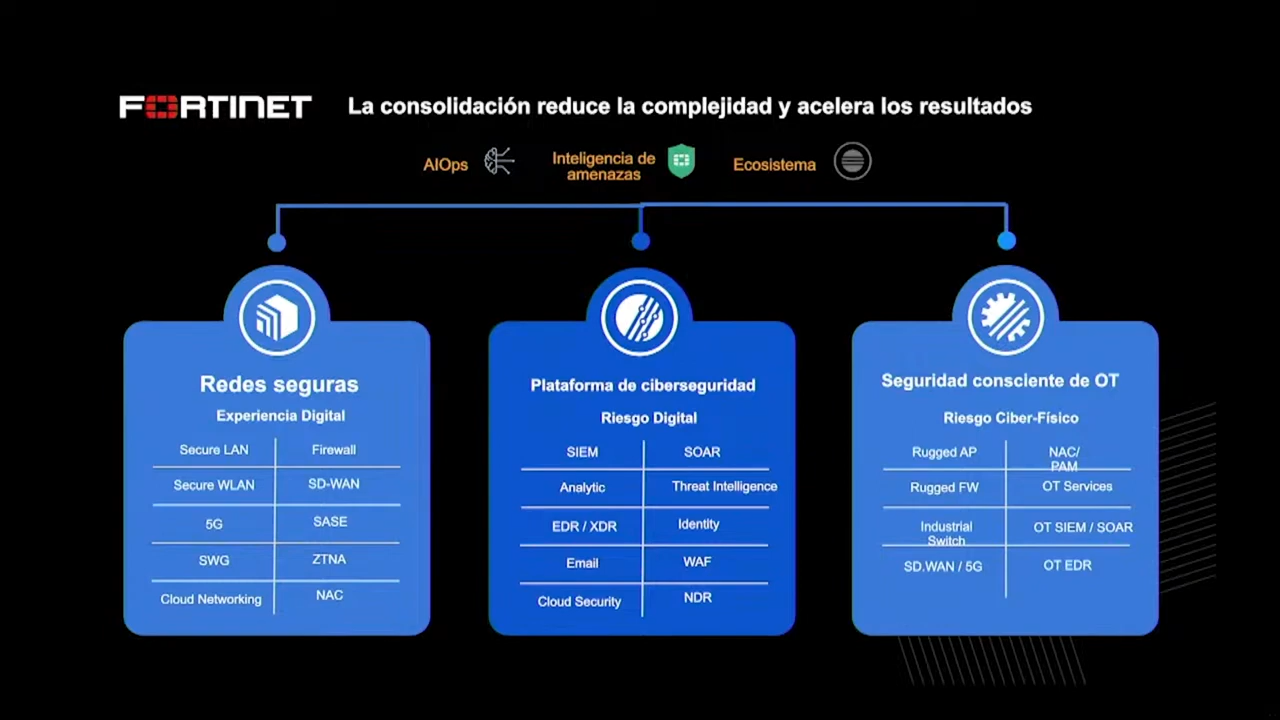 FORTINET
La consolidación reduce la complejidad y acelera los resultados
AIOps
Inteligencia de
amenazas
Ecosistema
Redes seguras
Experiencia Digital
Secure LAN
Firewall
Secure WLAN
SD-WAN
5G
SASE
SWG
ZTNA
Cloud Networking
NAC
Plataforma de ciberseguridad
Riesgo Digital
SIEM
SOAR
Analytic
Threat Intelligence
EDR / XDR
Identity
Email
WAF
Cloud Security
NDR
Seguridad consciente de OT
Riesgo Ciber-Físico
Rugged AP
NAC/
PAM
Rugged FW
OT Services
Industrial
Switch
OT SIEM / SOAR
SD.WAN / 5G
OT EDR